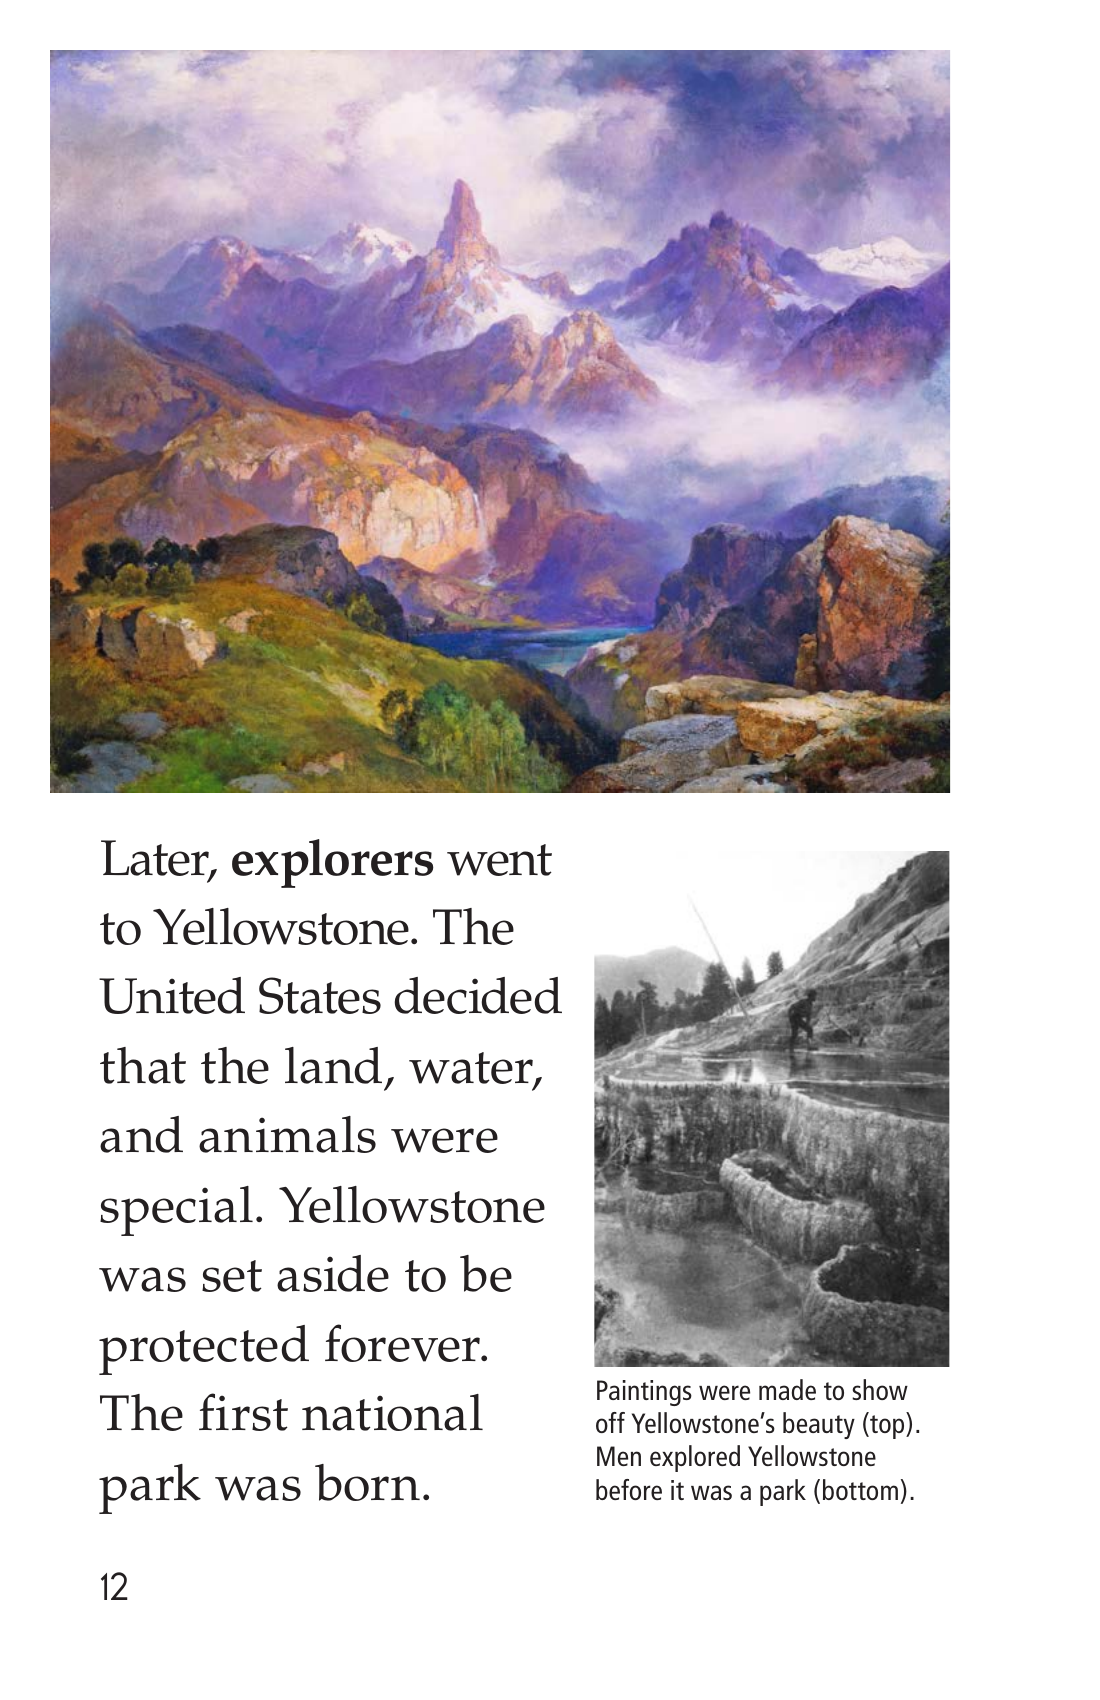 Later, explorers went
to Yellowstone. The
United States decided
that the land, water,
and animals were
special. Yellowstone
was set aside to be
protected forever.
The first national
park was born.
Paintings were made to show
off Yellowstone’s beauty (top).
Men explored Yellowstone
before it was a park (bottom).
12